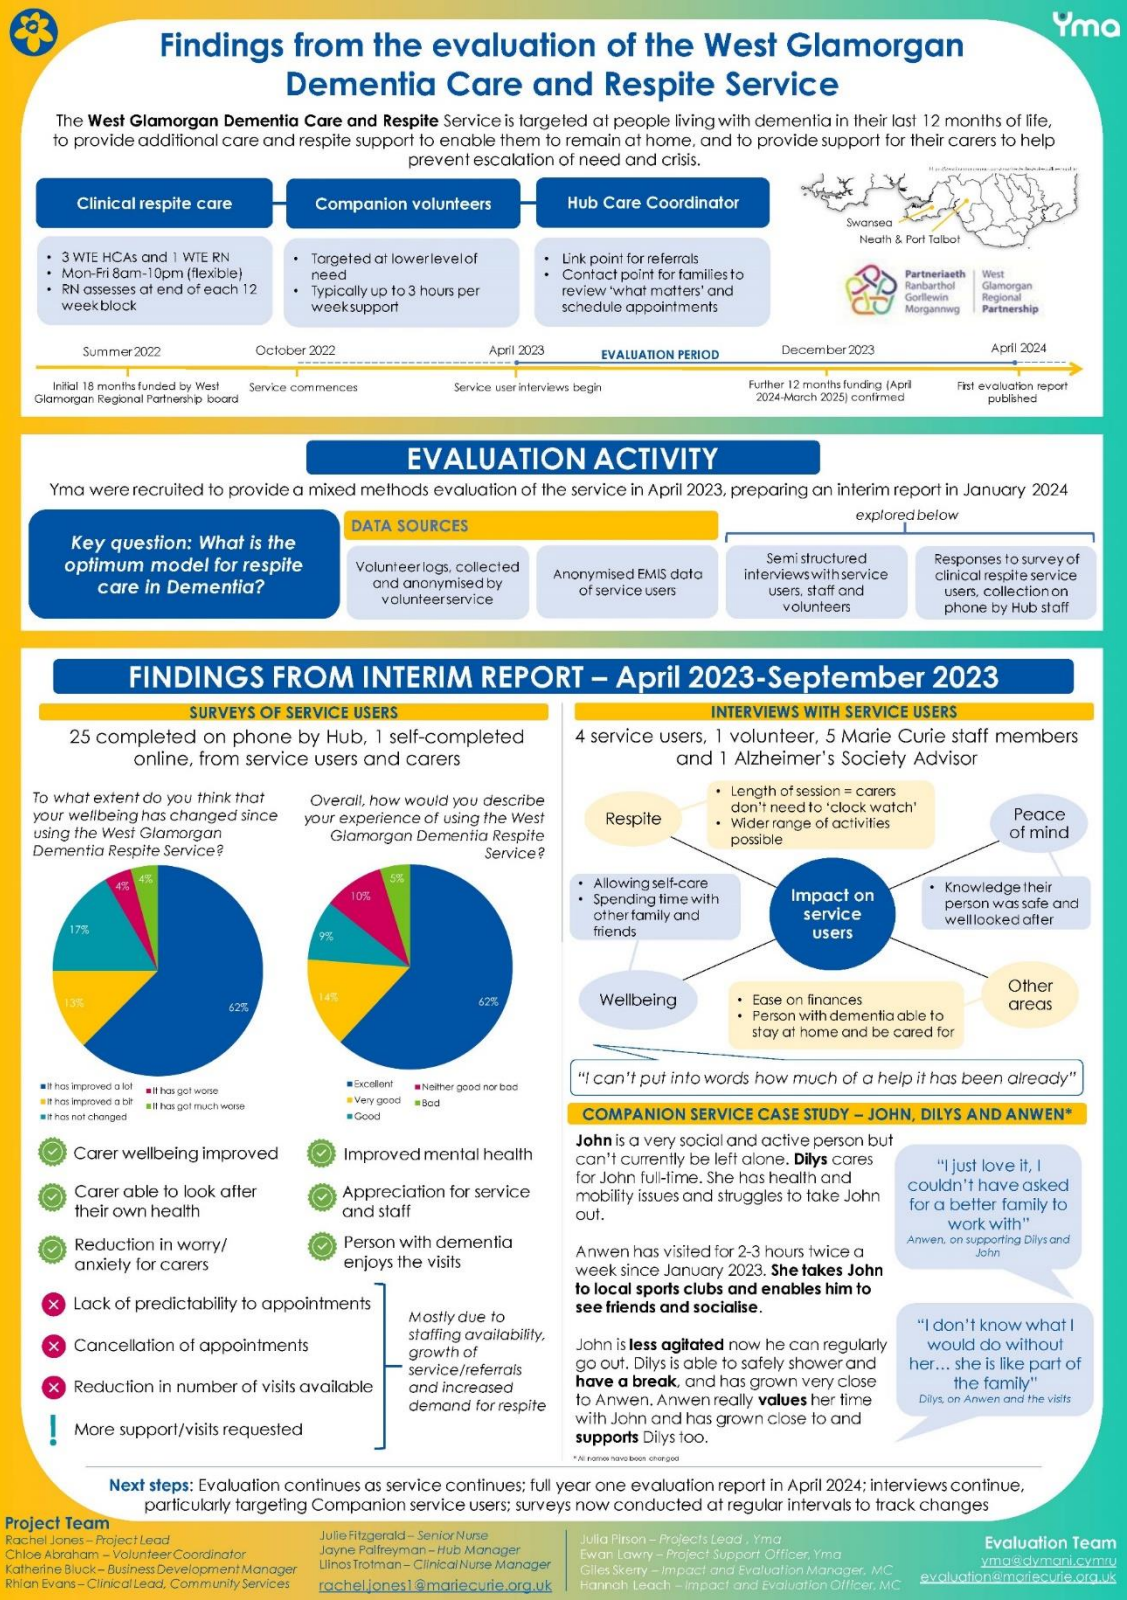 Yma
Findings from the evaluation of the West Glamorgan
Dementia Care and Respite Service
The West Glamorgan Dementia Care and Respite Service is targeted at people living with dementia in their last 12 months of life,
to provide additional care and respite support to enable them to remain at home, and to provide support for their carers to help
prevent escalation of need and crisis.
Clinical respite care
• 3 WTE HCAs and 1 WTE RN
• Mon-Fri 8am-10pm (flexible)
• RN assesses at end of each 12
week block
Companion volunteers
• Targeted at lower level of
need
• Typically up to 3 hours per
week support
Hub Care Coordinator
• Link point for referrals
• Contact point for families to
review 'what matters' and
schedule appointments
Swansea
Neath & Port Talbot
Partneriaeth
Ranbarthol
Gorllewin
Morgannwg
West
Glamorgan
Regional
Partnership
Summer 2022
October 2022
April 2023
EVALUATION PERIOD
December 2023
April 2024
Initial 18 months funded by West
Glamorgan Regional Partnership board
Service commences
Service user interviews begin
Further 12 months funding (April
2024-March 2025) confirmed
First evaluation report
published
EVALUATION ACTIVITY
Yma were recruited to provide a mixed methods evaluation of the service in April 2023, preparing an interim report in January 2024
Key question: What is the
optimum model for respite
care in Dementia?
DATA SOURCES
explored below
Volunteer logs, collected
and anonymised by
volunteer service
Anonymised EMIS data
of service users
Semi structured
interviews with service
users, staff and
volunteers
Responses to survey of
clinical respite service
users, collection on
phone by Hub staff
FINDINGS FROM INTERIM REPORT – April 2023-September 2023
SURVEYS OF SERVICE USERS
25 completed on phone by Hub, 1 self-completed
online, from service users and carers
To what extent do you think that
your wellbeing has changed since
using the West Glamorgan
Dementia Respite Service?
4%
4%
17%
13%
62%
It has improved a lot
It has improved a bit
It has not changed
It has got worse
It has got much worse
Overall, how would you describe
your experience of using the West
Glamorgan Dementia Respite
Service?
5%
10%
9%
14%
62%
Excellent
Very good
Good
Neither good nor bad
Bad
Carer wellbeing improved
Carer able to look after
their own health
Reduction in worry/
anxiety for carers
Improved mental health
Appreciation for service
and staff
Person with dementia
enjoys the visits
Lack of predictability to appointments
Cancellation of appointments
Reduction in number of visits available
More support/visits requested
Mostly due to
staffing availability,
growth of
service/referrals
and increased
demand for respite
INTERVIEWS WITH SERVICE USERS
4 service users, 1 volunteer, 5 Marie Curie staff members
and 1 Alzheimer's Society Advisor
Respite
• Length of session = carers
don't need to 'clock watch'
• Wider range of activities
possible
Peace
of mind
• Allowing self-care
• Spending time with
other family and
friends
Impact on
service
users
• Knowledge their
person was safe and
well looked after
Wellbeing
• Ease on finances
• Person with dementia able to
stay at home and be cared for
Other
areas
"I can't put into words how much of a help it has been already"
COMPANION SERVICE CASE STUDY – JOHN, DILYS AND ANWEN*
John is a very social and active person but
can't currently be left alone. Dilys cares
for John full-time. She has health and
mobility issues and struggles to take John
out.
Anwen has visited for 2-3 hours twice a
week since January 2023. She takes John
to local sports clubs and enables him to
see friends and socialise.
John is less agitated now he can regularly
go out. Dilys is able to safely shower and
have a break, and has grown very close
to Anwen. Anwen really values her time
with John and has grown close to and
supports Dilys too.
* All names have been changed
"I just love it, I
couldn't have asked
for a better family to
work with"
Anwen, on supporting Dilys and
John
"I don't know what I
would do without
her... she is like part of
the family"
Dilys, on Anwen and the visits
Next steps: Evaluation continues as service continues; full year one evaluation report in April 2024; interviews continue,
particularly targeting Companion service users; surveys now conducted at regular intervals to track changes
Project Team
Rachel Jones – Project Lead
Chloe Abraham – Volunteer Coordinator
Katherine Bluck – Business Development Manager
Rhian Evans – Clinical Lead, Community Services
Julie Fitzgerald – Senior Nurse
Jayne Palfreyman – Hub Manager
Llinos Trotman – Clinical Nurse Manager
rachel.jones1@mariecurie.org.uk
Julia Pirson – Projects Lead , Yma
Ewan Lawry – Project Support Officer, Yma
Giles Skerry – Impact and Evaluation Manager, MC
Hannah Leach – Impact and Evaluation Officer, MC
Evaluation Team
yma@dymani.cymru
evaluation@mariecurie.org.uk